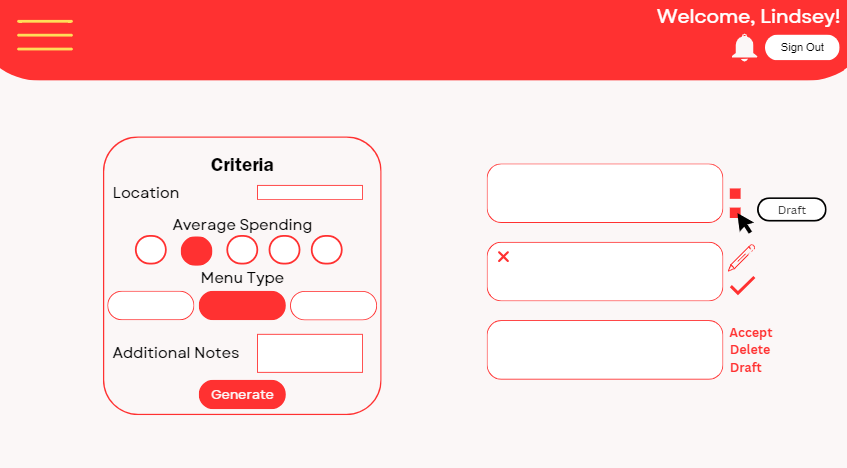 Welcome, Lindsey!
Sign Out
Criteria
Location
Average Spending
Menu Type
Additional Notes
Generate
Draft
Accept
Delete
Draft